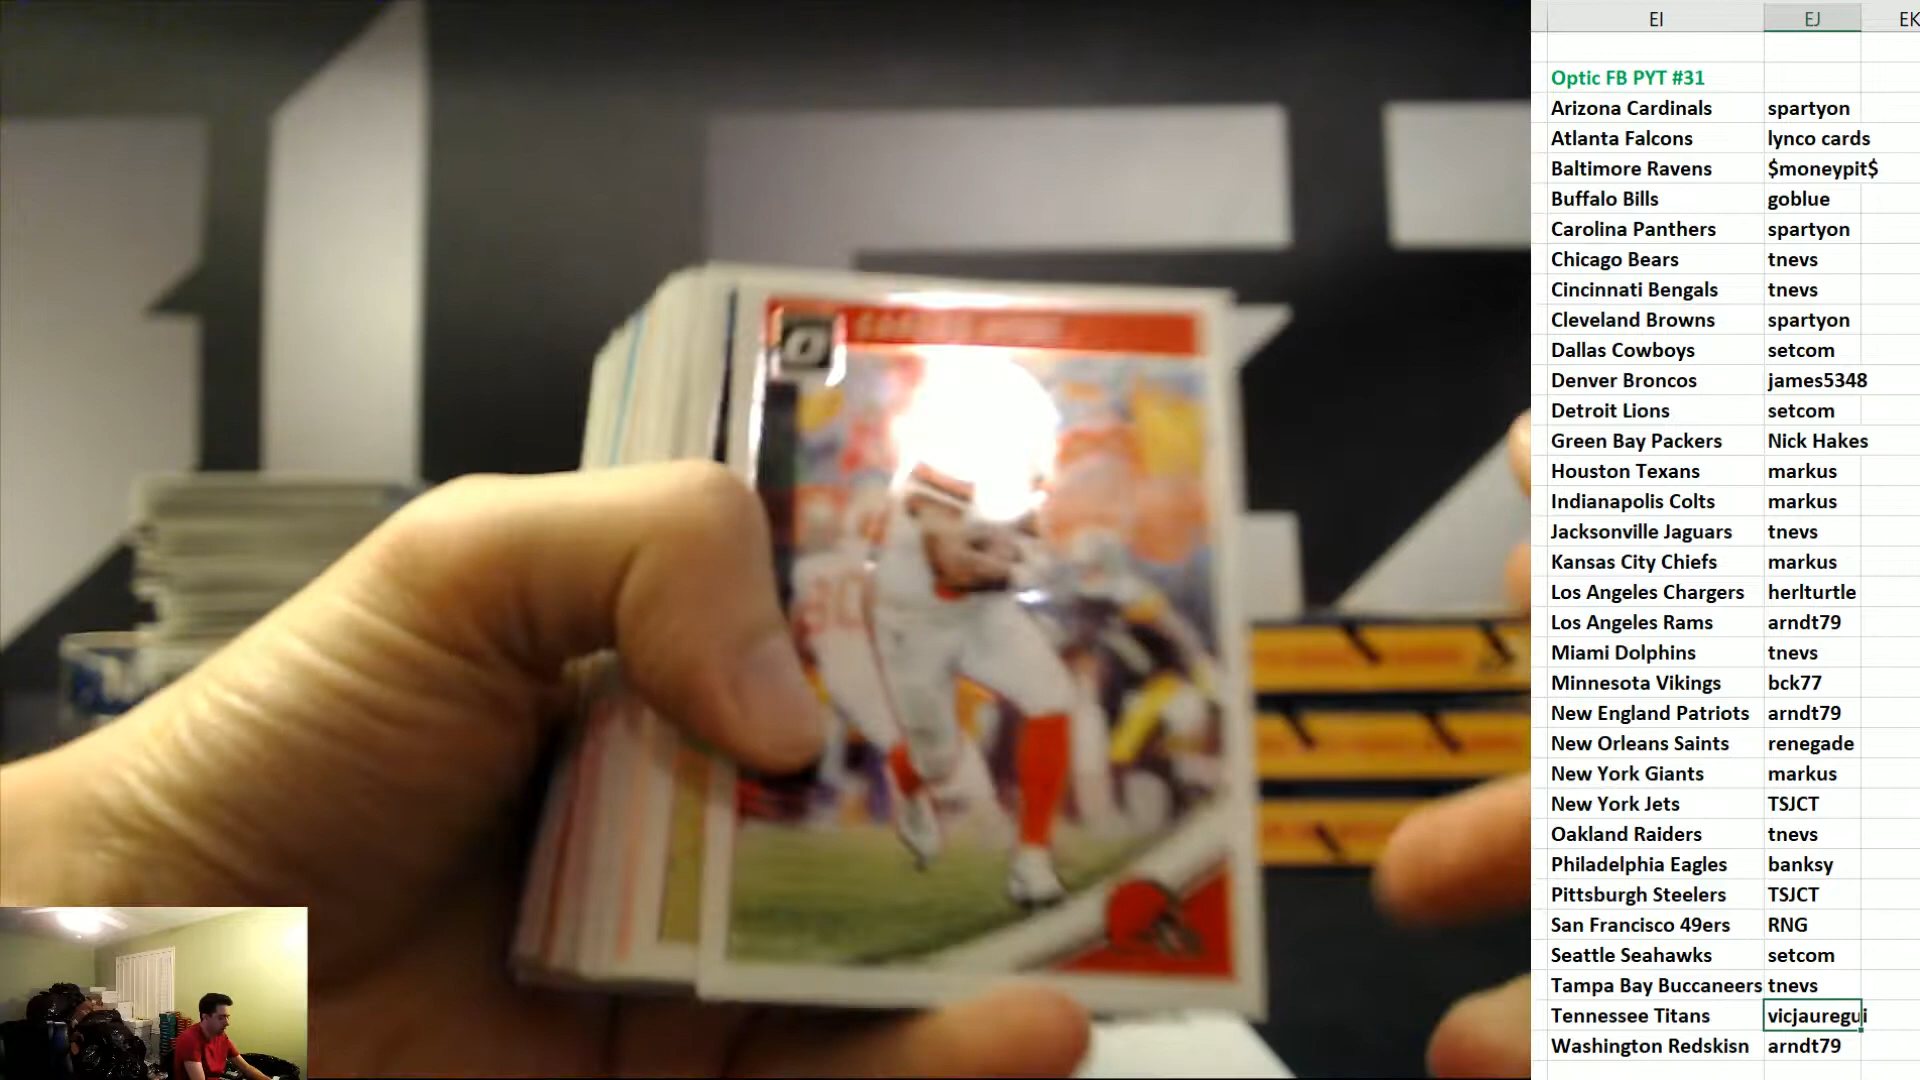 EI EJ EK
Optic FB PYT #31
Arizona Cardinals spartyon
Atlanta Falcons lynco cards
Baltimore Ravens $moneypit$
Buffalo Bills goblue
Carolina Panthers spartyon
Chicago Bears tnevs
Cincinnati Bengals tnevs
Cleveland Browns spartyon
Dallas Cowboys setcom
Denver Broncos james5348
Detroit Lions setcom
Green Bay Packers Nick Hakes
Houston Texans markus
Indianapolis Colts markus
Jacksonville Jaguars tnevs
Kansas City Chiefs markus
Los Angeles Chargers herlturtle
Los Angeles Rams arndt79
Miami Dolphins tnevs
Minnesota Vikings bck77
New England Patriots arndt79
New Orleans Saints renegade
New York Giants markus
New York Jets TSJCT
Oakland Raiders tnevs
Philadelphia Eagles banksy
Pittsburgh Steelers TSJCT
San Francisco 49ers RNG
Seattle Seahawks setcom
Tampa Bay Buccaneers tnevs
Tennessee Titans vicjauregui
Washington Redskisn arndt79
O
80